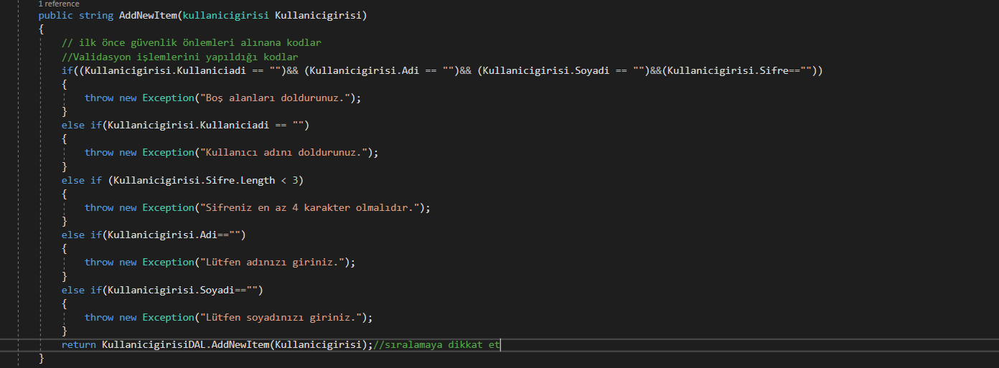 1 reference
public string AddNewItem(kullanicigirisi Kullanicigirisi)
{
// ilk önce güvenlik önlemleri alınana kodlar
//Validasyon işlemlerini yapıldığı kodlar
if((Kullanicigirisi.Kullaniciadi == "")&& (Kullanicigirisi.Adi == "")&& (Kullanicigirisi.Soyadi == "")&&(Kullanicigirisi.Sifre==""))
{
throw new Exception("Boş alanları doldurunuz.");
}
else if(Kullanicigirisi.Kullaniciadi == "")
{
throw new Exception("Kullanıcı adını doldurunuz.");
}
else if (Kullanicigirisi.Sifre.Length < 3)
{
throw new Exception("Sifreniz en az 4 karakter olmalıdır.");
}
else if(Kullanicigirisi.Adi=="")
{
throw new Exception("Lütfen adınızı giriniz.");
}
else if(Kullanicigirisi.Soyadi=="")
{
throw new Exception("Lütfen soyadınızı giriniz.");
}
return KullanicigirisiDAL.AddNewItem(Kullanicigirisi);//sıralamaya dikkat et
}